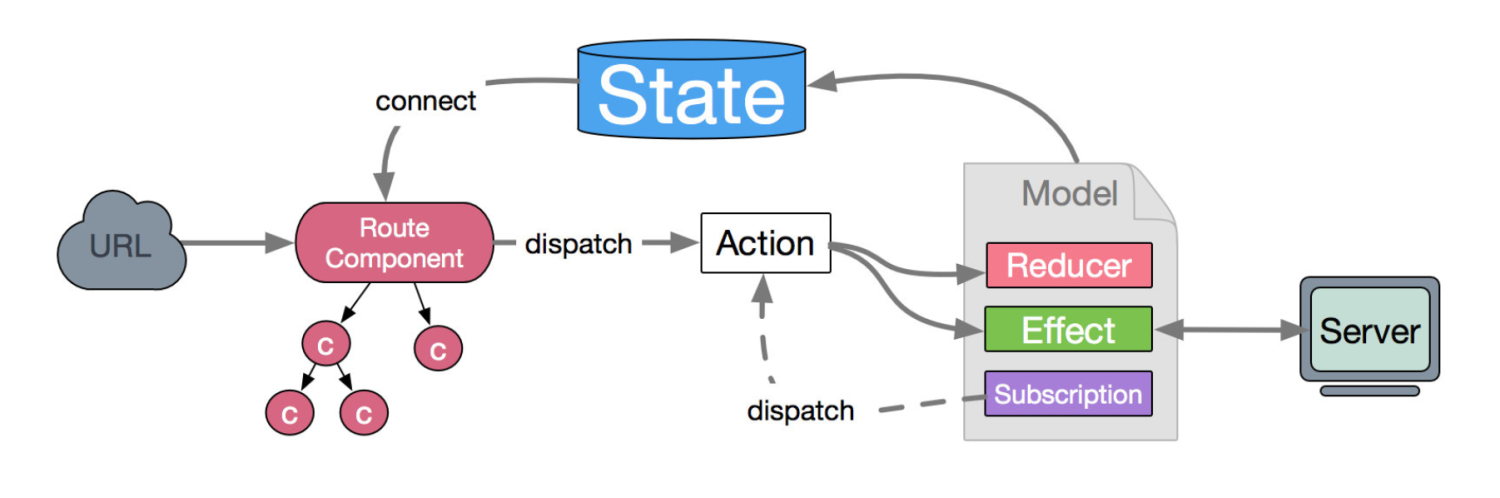 State
connect
Model
URL
Route
Component
dispatch
Action
Reducer
Effect
Server
Subscription
dispatch
c
c
c
c